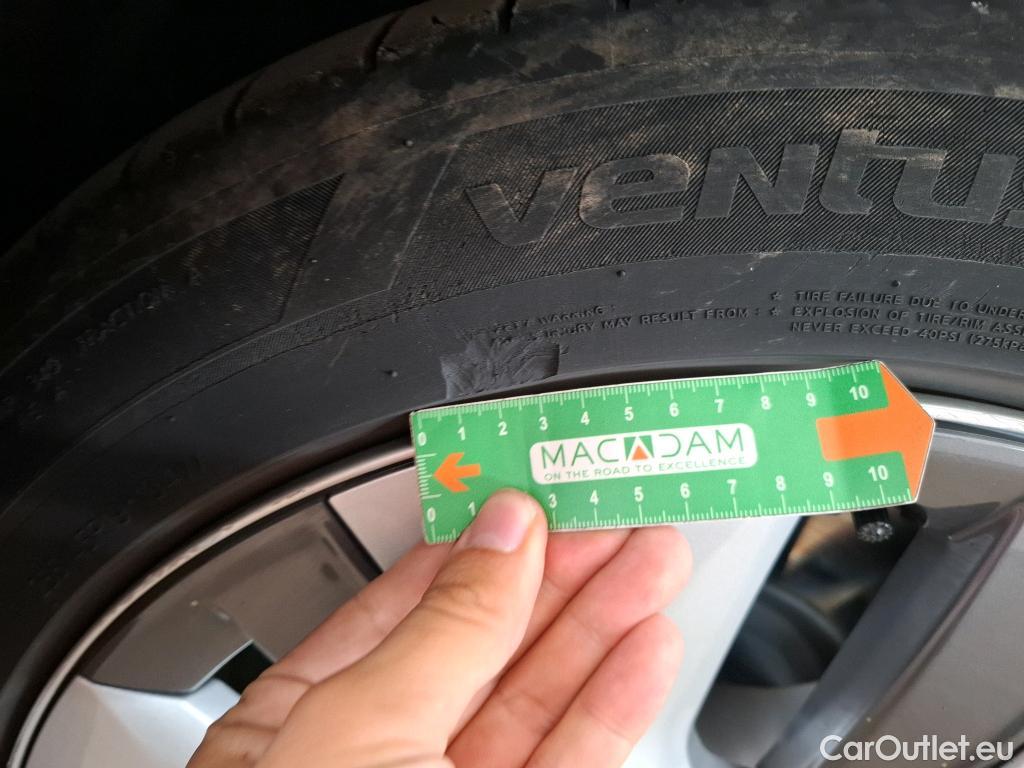 ventu
TRACTION A
WARNING :
INJURY MAY RESULT FROM :
★ TIRE FAILURE DUE TO UNDER
★ EXPLOSION OF TIRE/RIM ASS
NEVER EXCEED 40PSI (275kPa
0 1 2 3 4 5 6 7 8 9 10
MACADAM
ON THE ROAD TO EXCELLENCE
0 1 3 4 5 6 7 8 9 10
CarOutlet.eu